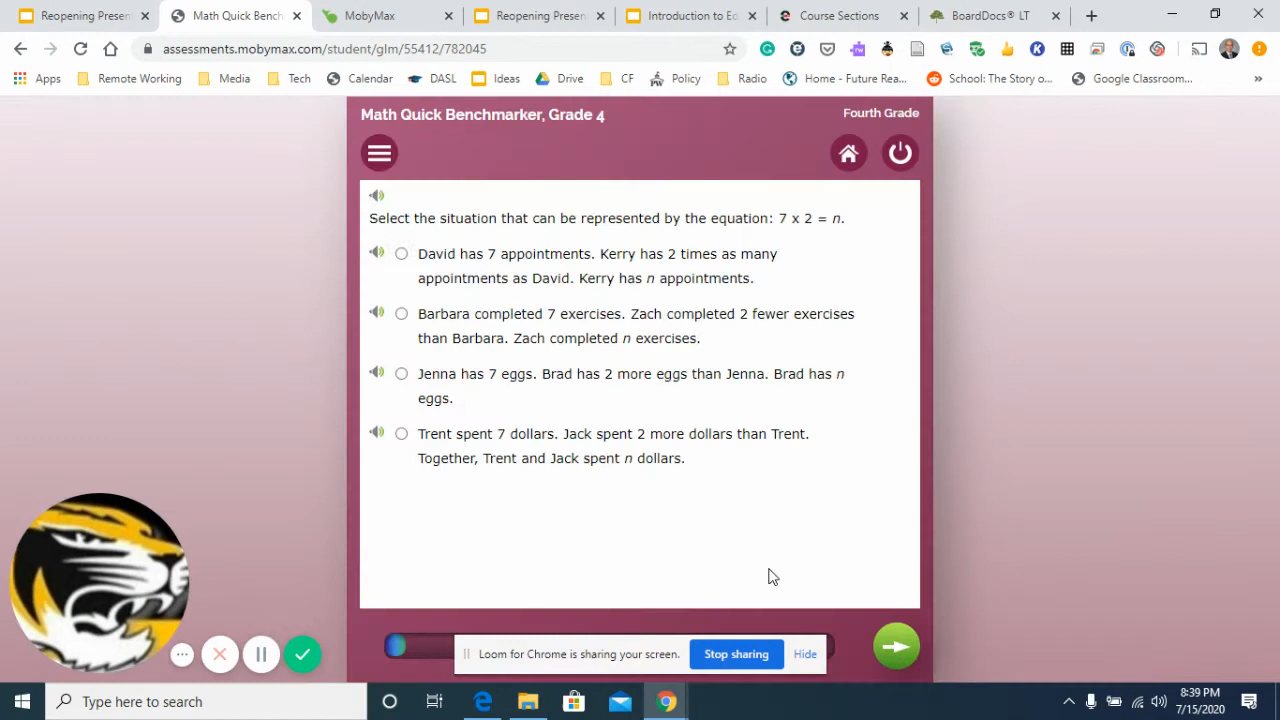 Reopening Presen
Math Quick Bench
MobyMax
Reopening Presen
Introduction to Ed
Course Sections
BoardDocs® LT
assessments.mobymax.com/student/glm/55412/782045
Apps
Remote Working
Media
Tech
Calendar
DASL
Ideas
Drive
CF
Policy
Radio
Home - Future Rea...
School: The Story o...
Google Classroom...
Math Quick Benchmarker, Grade 4
Fourth Grade
Select the situation that can be represented by the equation: 7 x 2 = n.
David has 7 appointments. Kerry has 2 times as many
appointments as David. Kerry has n appointments.
Barbara completed 7 exercises. Zach completed 2 fewer exercises
than Barbara. Zach completed n exercises.
Jenna has 7 eggs. Brad has 2 more eggs than Jenna. Brad has n
eggs.
Trent spent 7 dollars. Jack spent 2 more dollars than Trent.
Together, Trent and Jack spent n dollars.
Loom for Chrome is sharing your screen.
Stop sharing
Hide
Type here to search
8:39 PM
7/15/2020